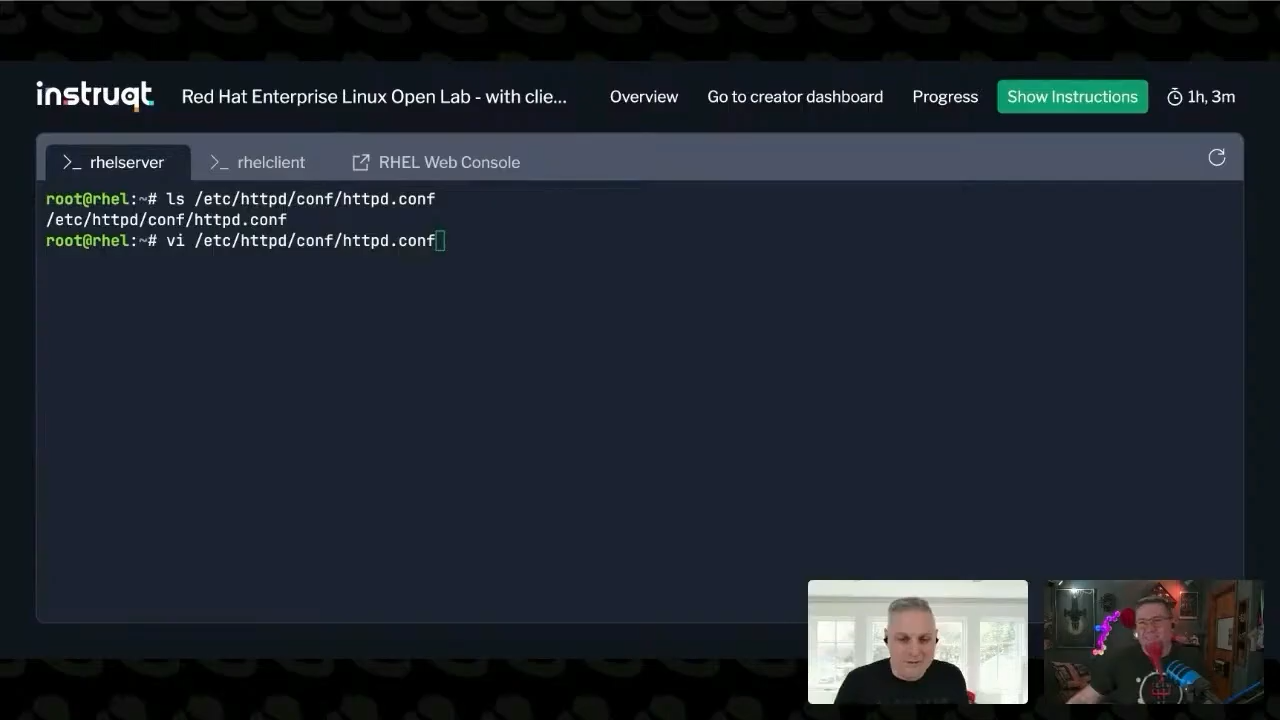 instruqt
Red Hat Enterprise Linux Open Lab - with clie...
Overview
Go to creator dashboard
Progress
Show Instructions
1h, 3m
>_ rhelserver
>_ rhelclient
RHEL Web Console
root@rhel:~# ls /etc/httpd/conf/httpd.conf
/etc/httpd/conf/httpd.conf
root@rhel:~# vi /etc/httpd/conf/httpd.conf